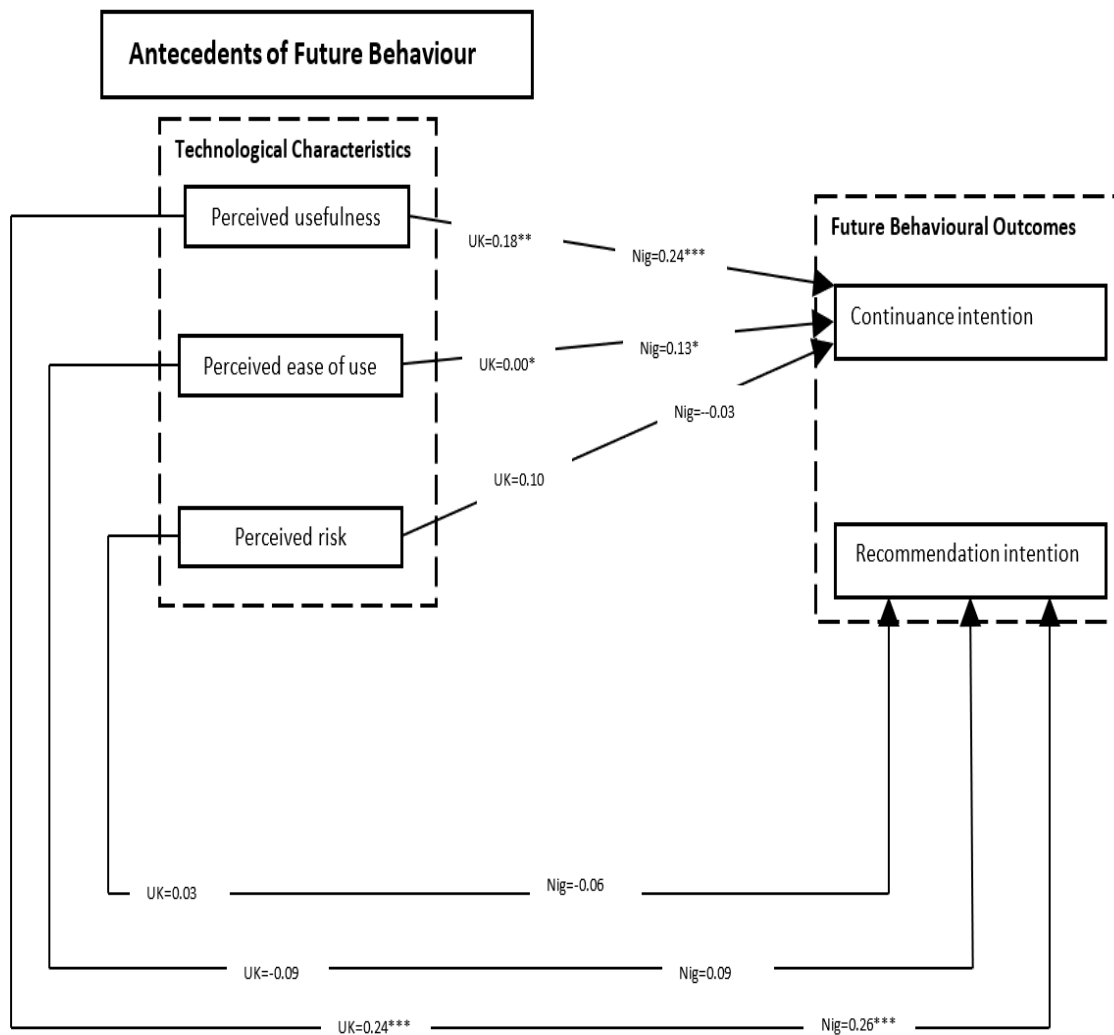 Antecedents of Future Behaviour
Technological Characteristics
Perceived usefulness
UK=0.18**
Nig=0.24***
Future Behavioural Outcomes
Continuance intention
Perceived ease of use
UK=0.00*
Nig=0.13*
Nig=--0.03
UK=0.10
Perceived risk
Recommendation intention
UK=0.03
Nig=-0.06
UK=-0.09
Nig=0.09
UK=0.24***
Nig=0.26***